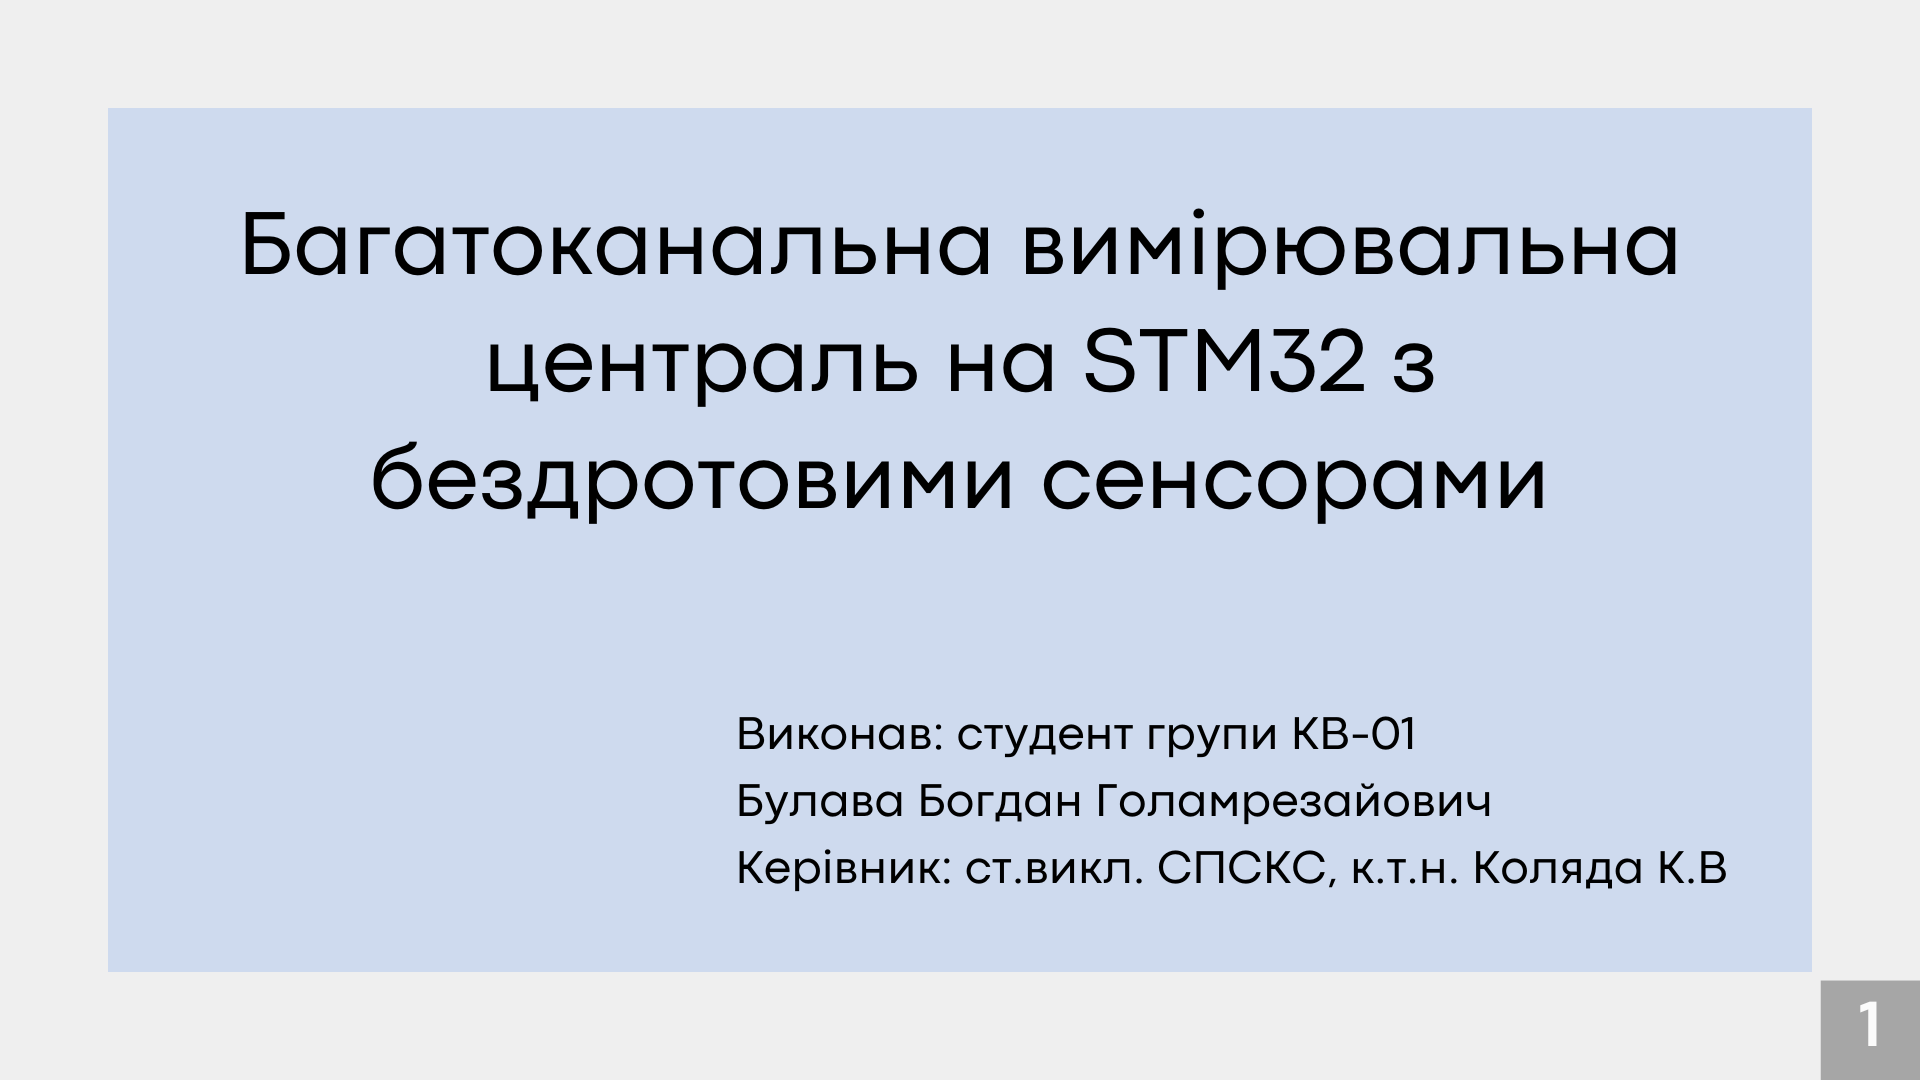 Багатоканальна вимірювальна
централь на STM32 з
бездротовими сенсорами
Виконав: студент групи КВ-01
Булава Богдан Голамрезайович
Керівник: ст.викл. СПСКС, к.т.н. Коляда К.В
1